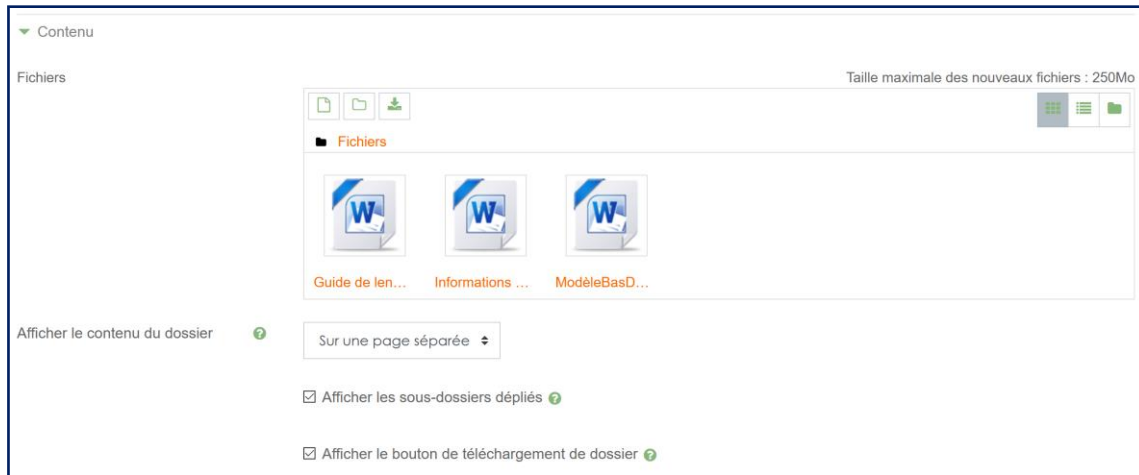 Contenu
Fichiers
Taille maximale des nouveaux fichiers : 250Mo
Fichiers
W W W
Guide de len... Informations ... ModèleBasD...
Afficher le contenu du dossier ?
Sur une page séparée
Afficher les sous-dossiers dépliés ?
Afficher le bouton de téléchargement de dossier ?